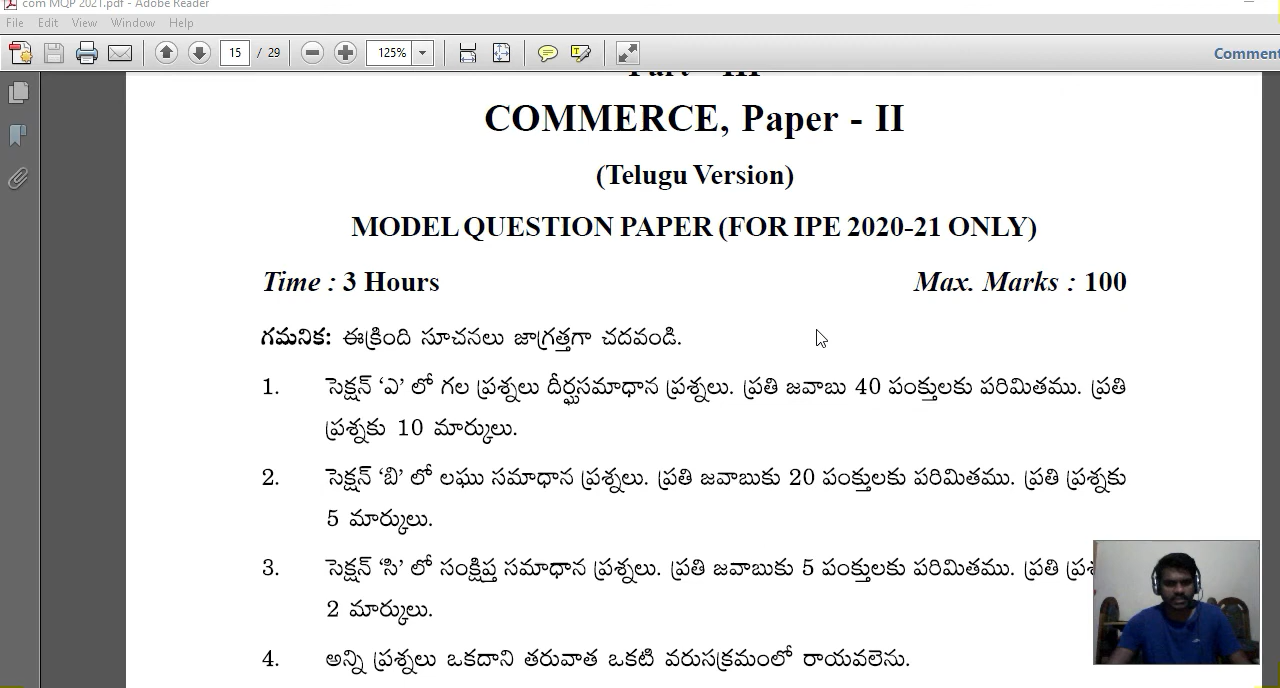 com MQP 2021.pdf - Adobe Reader
File Edit View Window Help
15 / 29 125% Comment
Part - III
COMMERCE, Paper - II
(Telugu Version)
MODEL QUESTION PAPER (FOR IPE 2020-21 ONLY)
Time : 3 Hours Max. Marks : 100
గమనిక: ఈక్రింది సూచనలు జాగ్రత్తగా చదవండి.
1. సెక్షన్ ‘ఎ’ లో గల ప్రశ్నలు దీర్ఘసమాధాన ప్రశ్నలు. ప్రతి జవాబు 40 పంక్తులకు పరిమితము. ప్రతి
ప్రశ్నకు 10 మార్కులు.
2. సెక్షన్ ‘బి’ లో లఘు సమాధాన ప్రశ్నలు. ప్రతి జవాబుకు 20 పంక్తులకు పరిమితము. ప్రతి ప్రశ్నకు
5 మార్కులు.
3. సెక్షన్ ‘సి’ లో సంక్షిప్త సమాధాన ప్రశ్నలు. ప్రతి జవాబుకు 5 పంక్తులకు పరిమితము. ప్రతి
2 మార్కులు.
4. అన్ని ప్రశ్నలు ఒకదాని తరువాత ఒకటి వరుసక్రమంలో రాయవలెను.